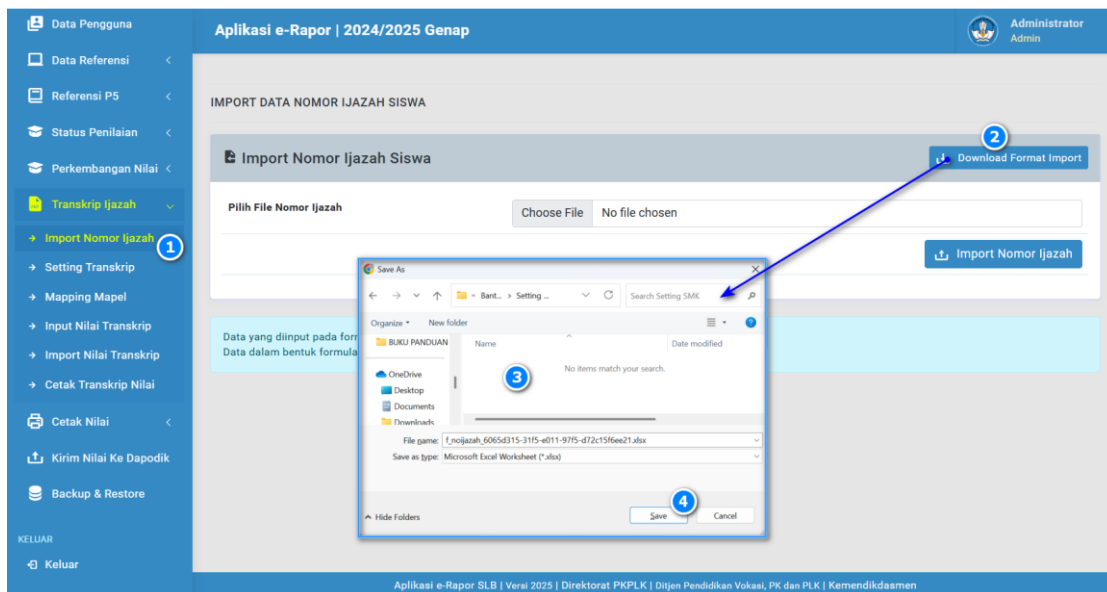 Data Pengguna
Data Referensi
Referensi P5
Status Penilaian
Perkembangan Nilai
Transkrip Ijazah
Import Nomor Ijazah
1
Setting Transkrip
Mapping Mapel
Input Nilai Transkrip
Import Nilai Transkrip
Cetak Transkrip Nilai
Cetak Nilai
Kirim Nilai Ke Dapodik
Backup & Restore
KELUAR
Keluar
Aplikasi e-Rapor | 2024/2025 Genap
Administrator
Admin
IMPORT DATA NOMOR IJAZAH SISWA
2
Import Nomor Ijazah Siswa
Download Format Import
Pilih File Nomor Ijazah
Choose File No file chosen
Import Nomor Ijazah
Data yang diinput pada for
Data dalam bentuk formula
Save As
Bant... › Setting ...
Search Setting SMK
Organize New folder
BUKU PANDUAN
OneDrive
Desktop
Documents
Downloads
Name Date modified
No items match your search.
3
File name: f_noijazah_6065d315-31f5-e011-97f5-d72c15f6ee21.xlsx
Save as type: Microsoft Excel Worksheet (*.xlsx)
4
Hide Folders
Save Cancel
Aplikasi e-Rapor SLB | Versi 2025 | Direktorat PKPLK | Ditjen Pendidikan Vokasi, PK dan PLK | Kemendikdasmen